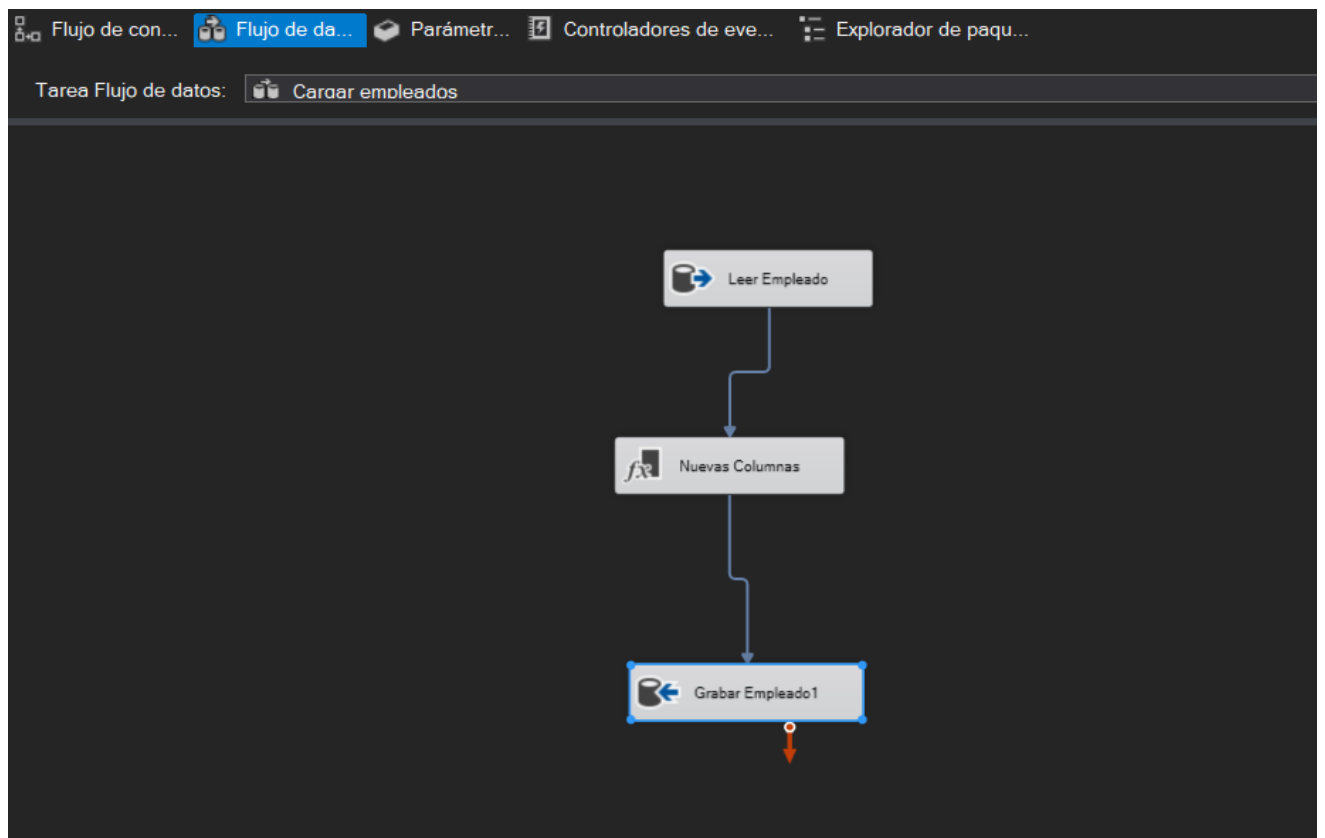 Flujo de con... Flujo de da... Parámetr... Controladores de eve... Explorador de paqu...
Tarea Flujo de datos: Cargar empleados
Leer Empleado
fx Nuevas Columnas
Grabar Empleado1